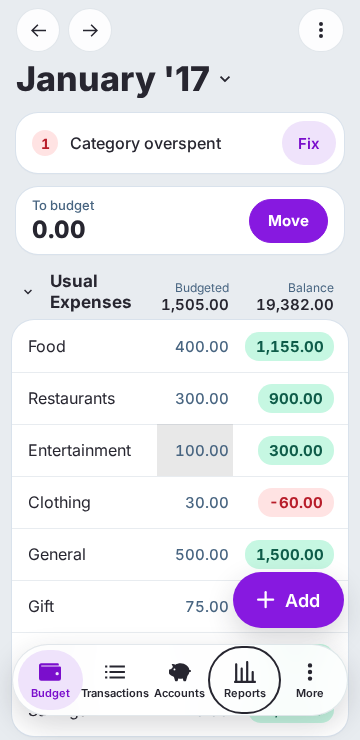 January '17
1 Category overspent Fix
To budget
0.00 Move
Usual Expenses Budgeted 1,505.00 Balance 19,382.00
Food 400.00 1,155.00
Restaurants 300.00 900.00
Entertainment 100.00 300.00
Clothing 30.00 -60.00
General 500.00 1,500.00
Gift 75.00
Add
Budget Transactions Accounts Reports More